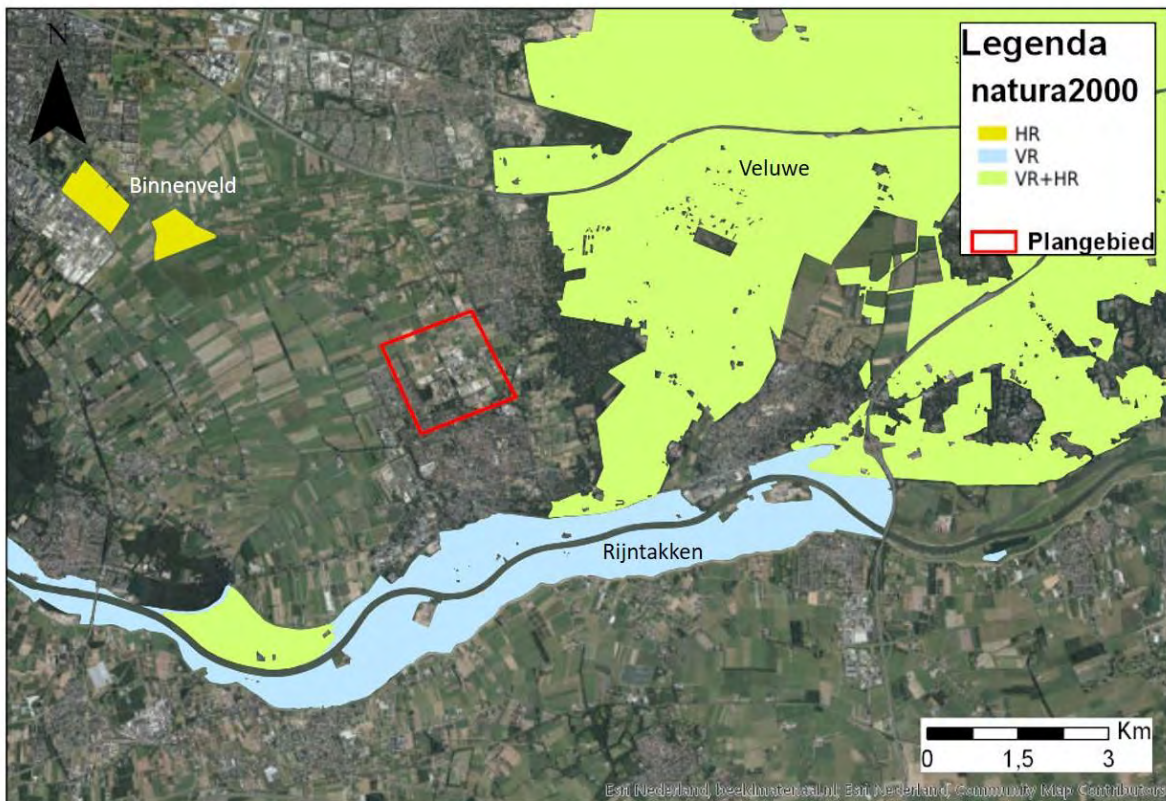 N
Legenda
natura2000
HR
VR
VR+HR
Plangebied
Veluwe
Binnenveld
Rijntakken
Km
0 1,5 3
Esri Nederland, beeldmateriaal.nl, Esri Nederland, Community Map Contributors